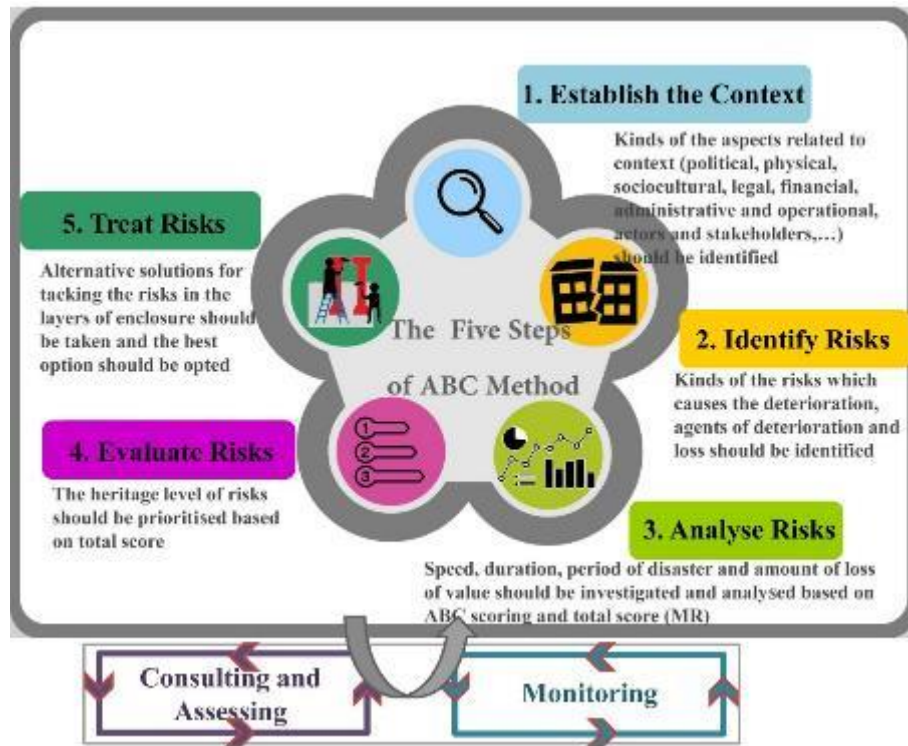 1. Establish the Context
Kinds of the aspects related to
context (political, physical,
sociocultural, legal, financial,
administrative and operational,
actors and stakeholders,...)
should be identified
2. Identify Risks
Kinds of the risks which
causes the deterioration,
agents of deterioration and
loss should be identified
3. Analyse Risks
Speed, duration, period of disaster and amount of loss
of value should be investigated and analysed based on
ABC scoring and total score (MR)
4. Evaluate Risks
The heritage level of risks
should be prioritised based
on total score
5. Treat Risks
Alternative solutions for
tacking the risks in the
layers of enclosure should
be taken and the best
option should be opted
The Five Steps
of ABC Method
1
2
3
Consulting and
Assessing
Monitoring